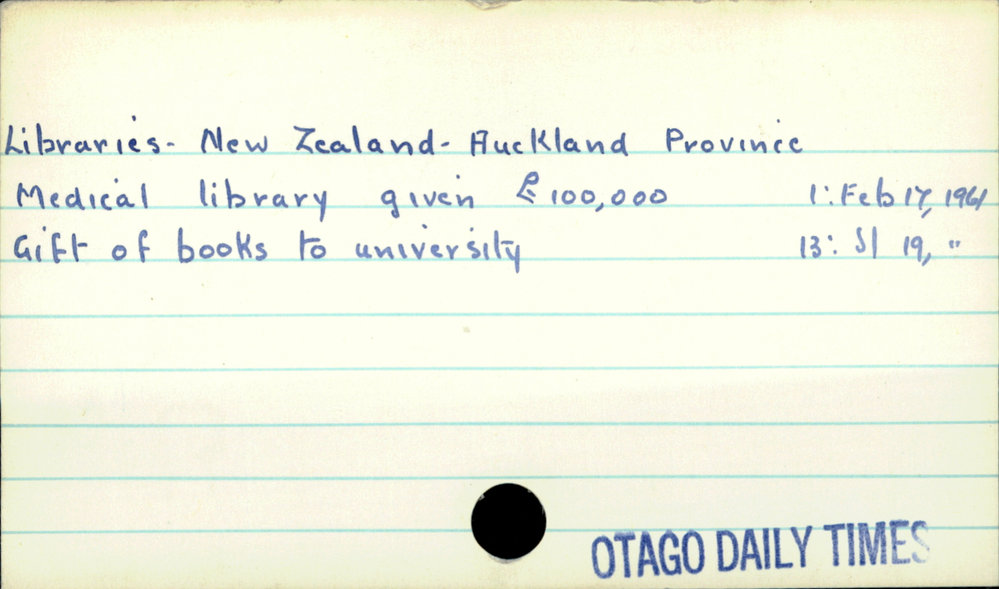 Libraries- New Zealand- Auckland Province
Medical library given £100,000 1: Feb 17, 1961
Gift of books to university 13: Jl 19, "
OTAGO DAILY TIMES